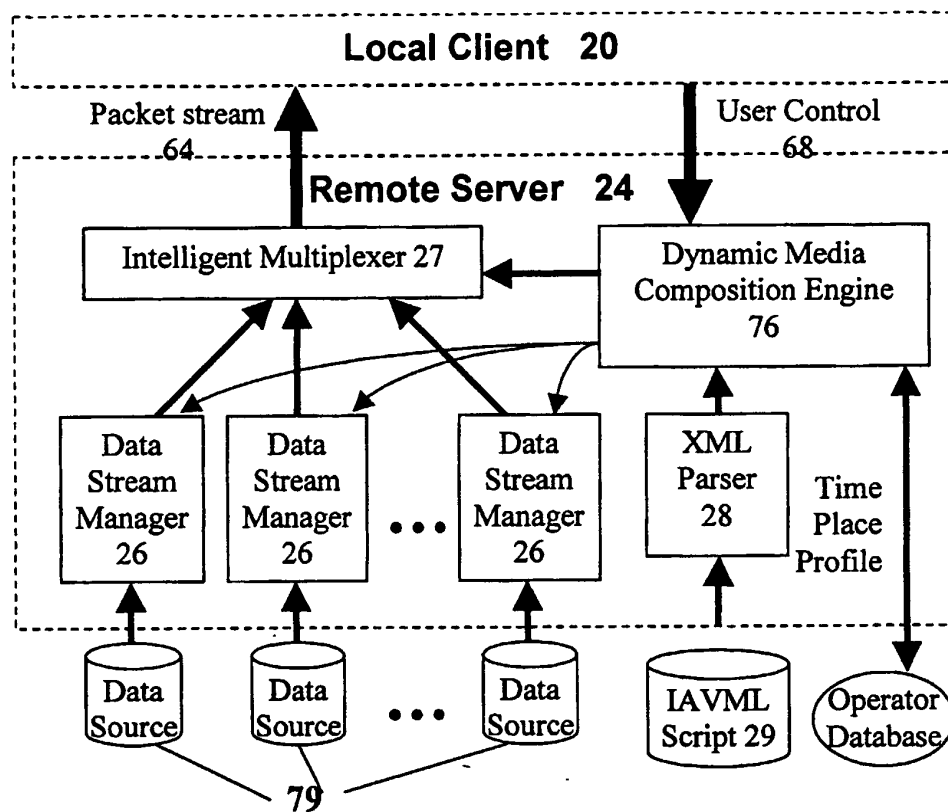 Local Client 20
Packet stream
64
User Control
68
Remote Server 24
Intelligent Multiplexer 27
Dynamic Media
Composition Engine
76
Data
Stream
Manager
26
Data
Stream
Manager
26
...
Data
Stream
Manager
26
XML
Parser
28
Time
Place
Profile
Data
Source
Data
Source
...
Data
Source
IAVML
Script 29
Operator
Database
79